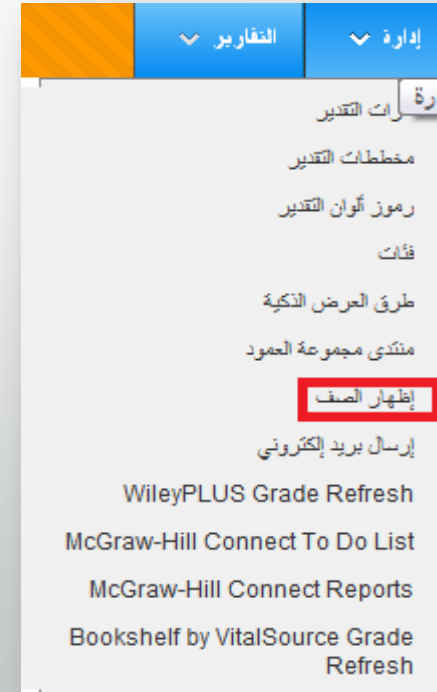 إدارة
التقارير
رة
مخططات التقدير
رموز ألوان التقدير
فئات
طرق العرض الذكية
منتدى مجموعة العمود
إظهار الصف
إرسال بريد إلكتروني
WileyPLUS Grade Refresh
McGraw-Hill Connect To Do List
McGraw-Hill Connect Reports
Bookshelf by VitalSource Grade
Refresh